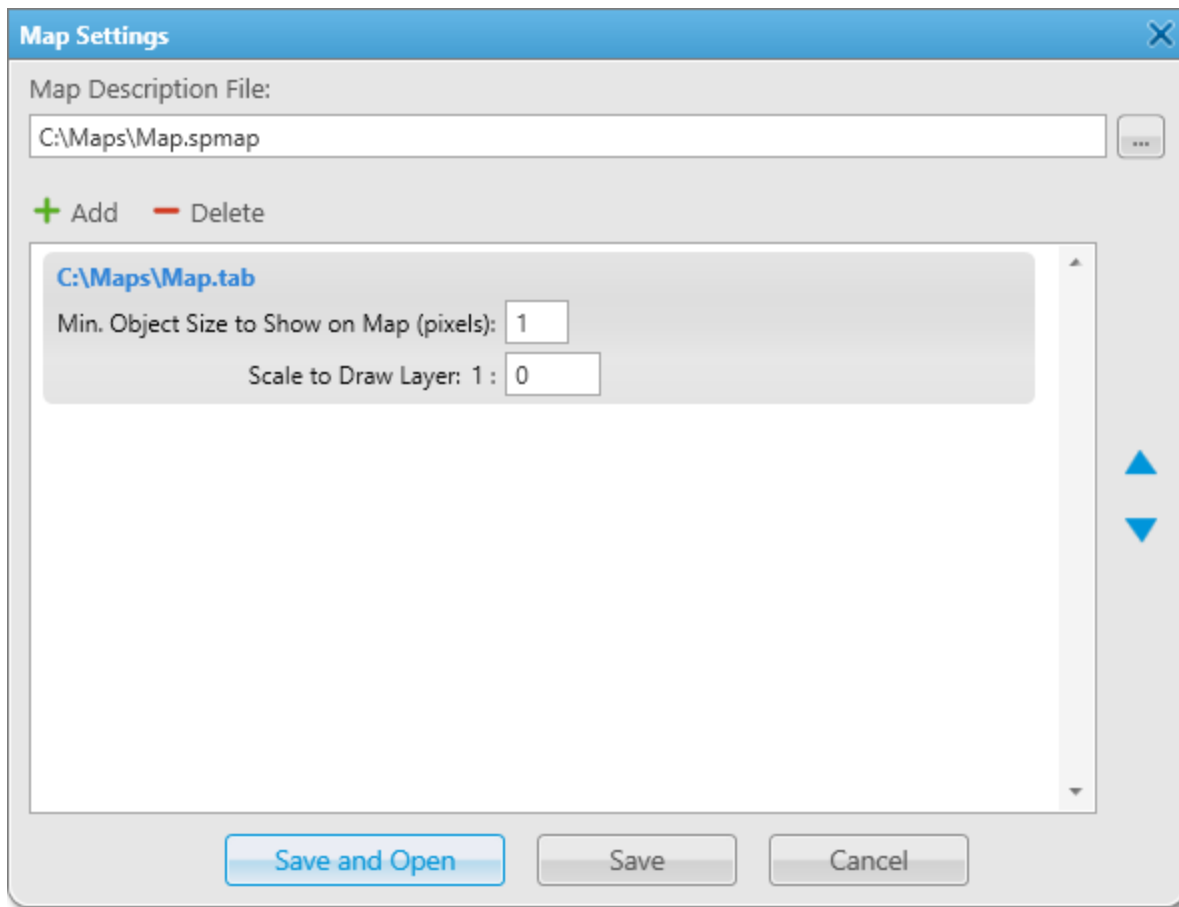 Map Settings
Map Description File:
C:\Maps\Map.spmap
...
Add Delete
C:\Maps\Map.tab
Min. Object Size to Show on Map (pixels): 1
Scale to Draw Layer: 1 : 0
Save and Open Save Cancel